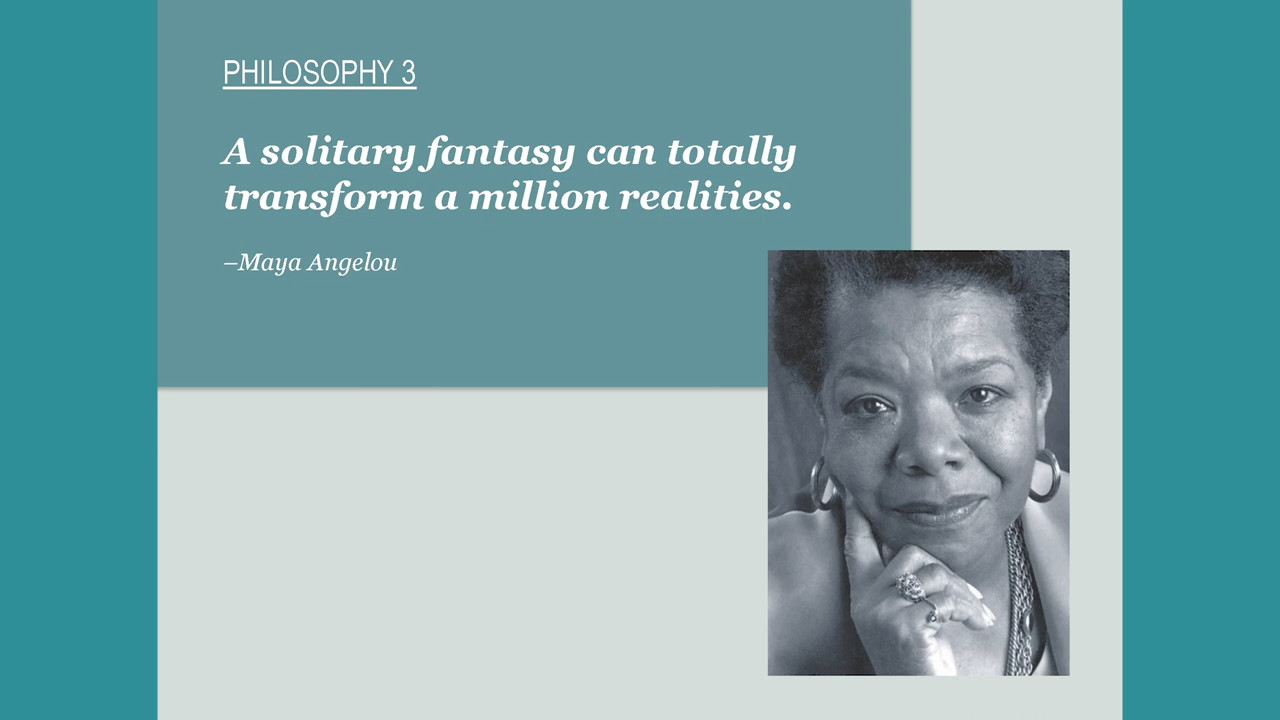 PHILOSOPHY 3
A solitary fantasy can totally
transform a million realities.
–Maya Angelou